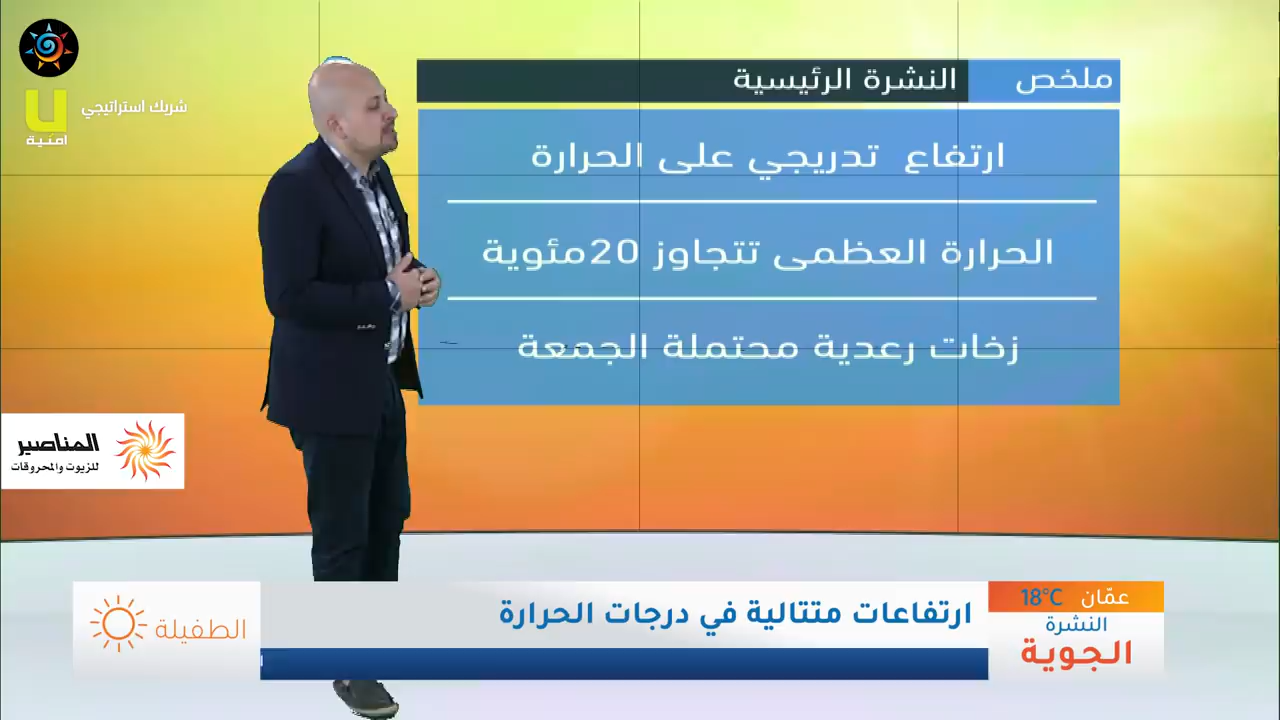 ملخص النشرة الرئيسية
ارتفاع تدريجي على الحرارة
الحرارة العظمى تتجاوز 20مئوية
زخات رعدية محتملة الجمعة
شريك استراتيجي
امنية
المناصير
للزيوت والمحروقات
عمّان 18°C
النشرة
الجوية
ارتفاعات متتالية في درجات الحرارة
الطفيلة